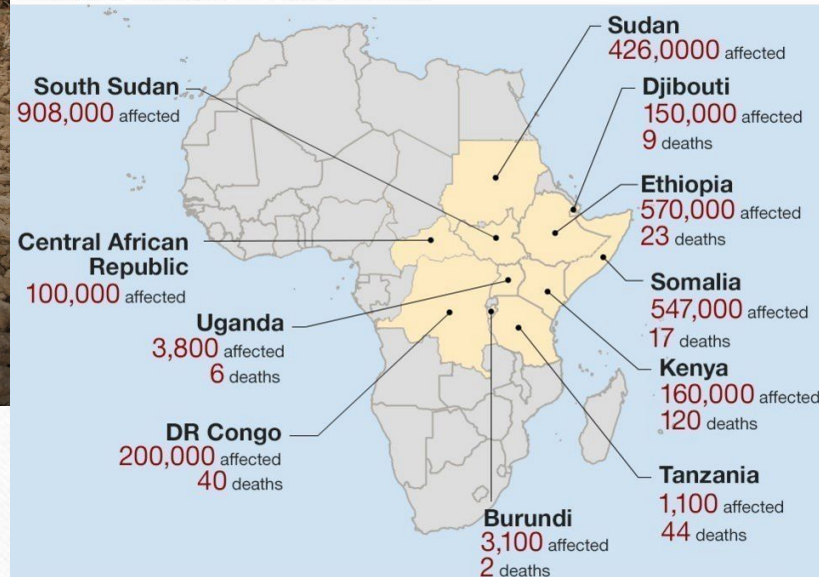 Sudan
426,0000 affected
South Sudan
908,000 affected
Djibouti
150,000 affected
9 deaths
Ethiopia
570,000 affected
23 deaths
Central African
Republic
100,000 affected
Somalia
547,000 affected
17 deaths
Uganda
3,800 affected
6 deaths
Kenya
160,000 affected
120 deaths
DR Congo
200,000 affected
40 deaths
Tanzania
1,100 affected
44 deaths
Burundi
3,100 affected
2 deaths